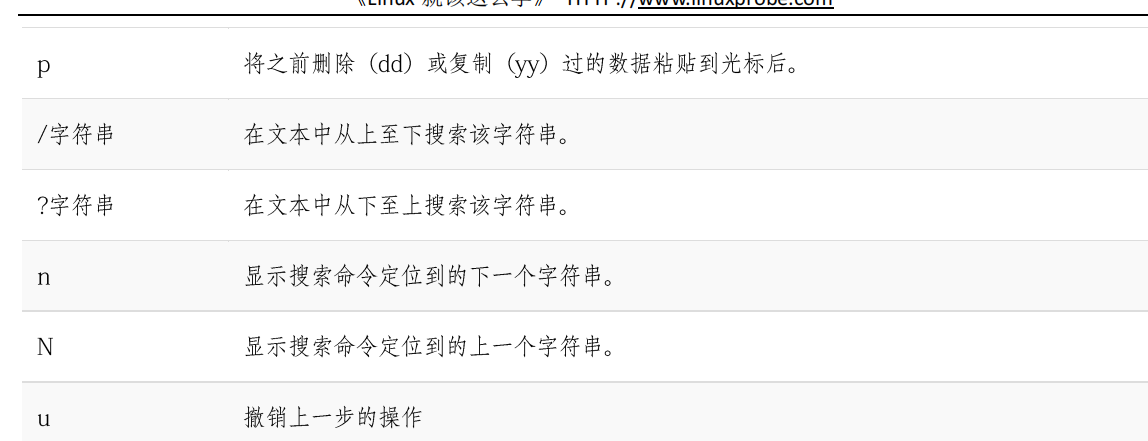 《Linux 就该这么学》 HTTP://www.linuxprobe.com
p 将之前删除（dd）或复制（yy）过的数据粘贴到光标后。
/字符串 在文本中从上至下搜索该字符串。
?字符串 在文本中从下至上搜索该字符串。
n 显示搜索命令定位到的下一个字符串。
N 显示搜索命令定位到的上一个字符串。
u 撤销上一步的操作